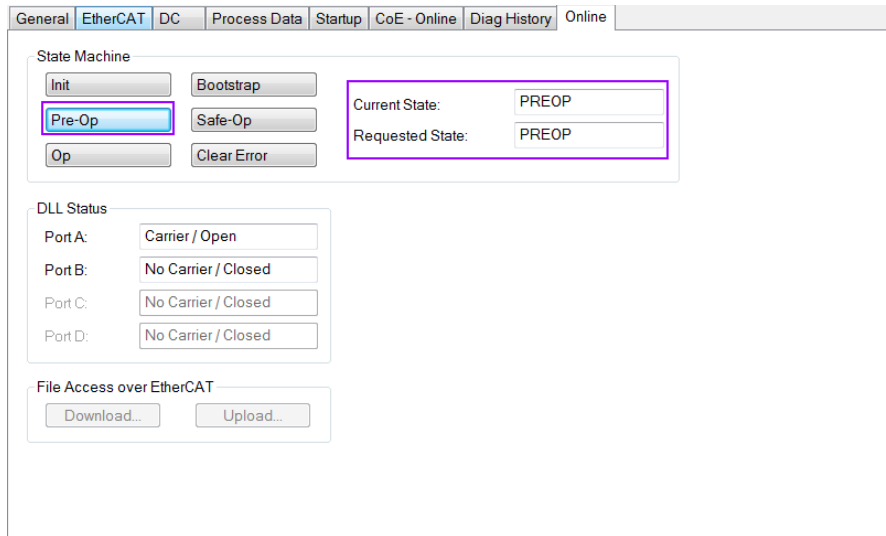 General EtherCAT DC Process Data Startup CoE - Online Diag History Online
State Machine
Init Bootstrap
Pre-Op Safe-Op
Op Clear Error
Current State: PREOP
Requested State: PREOP
DLL Status
Port A: Carrier / Open
Port B: No Carrier / Closed
Port C: No Carrier / Closed
Port D: No Carrier / Closed
File Access over EtherCAT
Download... Upload...